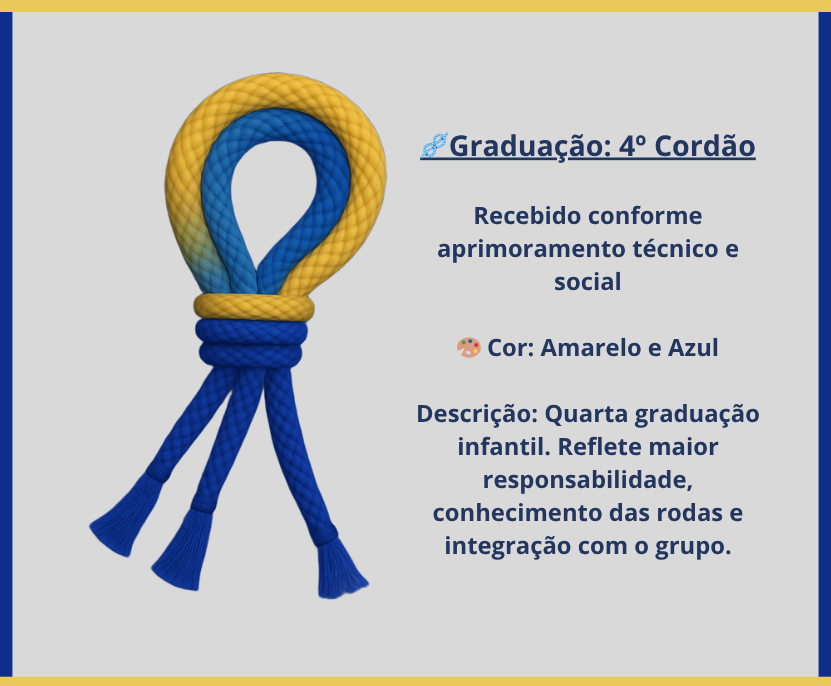 🔗Graduação: 4º Cordão
Recebido conforme
aprimoramento técnico e
social
🎨 Cor: Amarelo e Azul
Descrição: Quarta graduação
infantil. Reflete maior
responsabilidade,
conhecimento das rodas e
integração com o grupo.